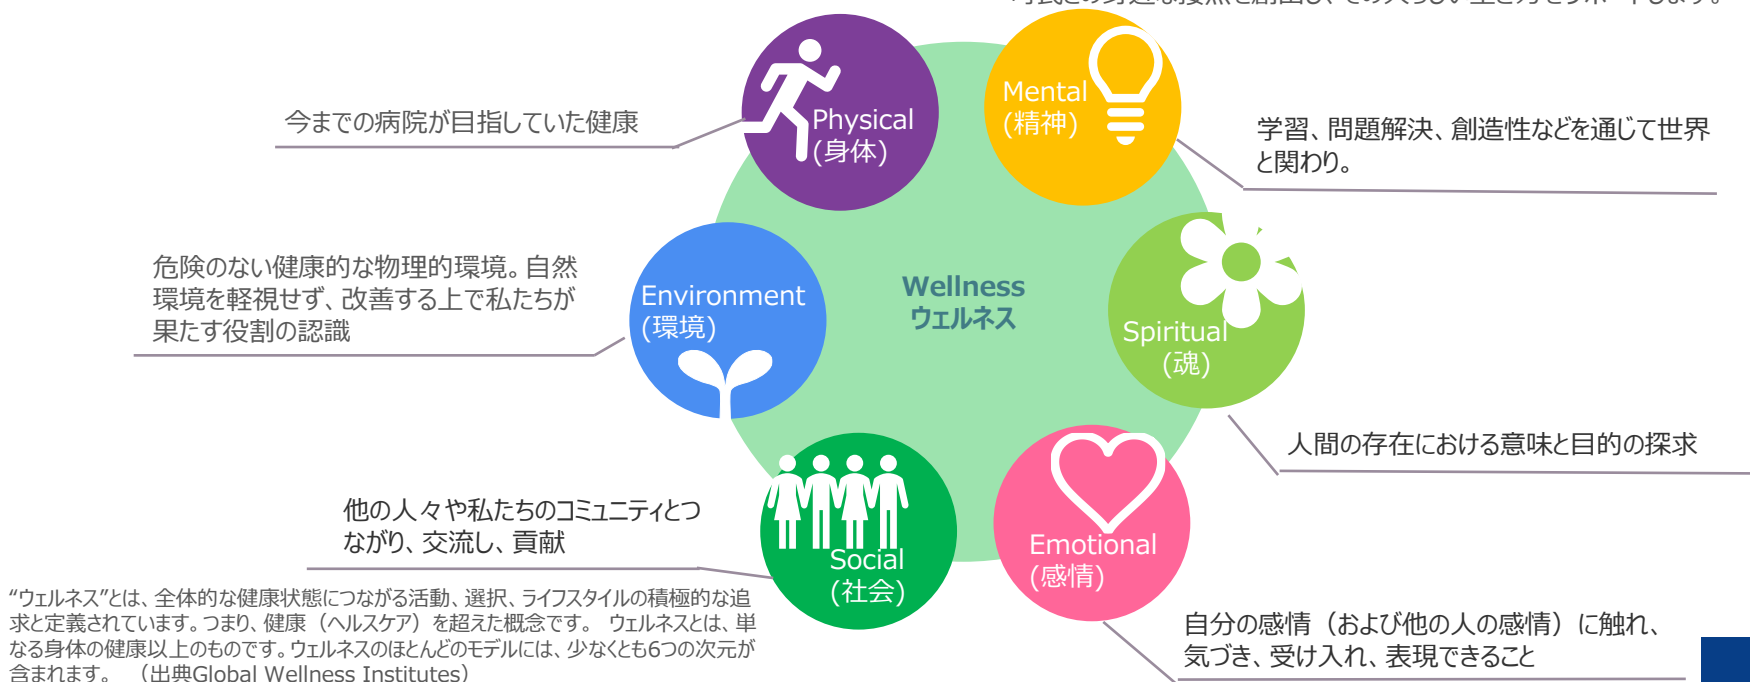 今までの病院が目指していた健康
Physical
(身体)
Mental
(精神)
学習、問題解決、創造性などを通じて世界
と関わり。
危険のない健康的な物理的環境。自然
環境を軽視せず、改善する上で私たちが
果たす役割の認識
Environment
(環境)
Wellness
ウェルネス
Spiritual
(魂)
人間の存在における意味と目的の探求
他の人々や私たちのコミュニティとつ
ながり、交流し、貢献
Social
(社会)
Emotional
(感情)
自分の感情（および他の人の感情）に触れ、
気づき、受け入れ、表現できること
“ウェルネス”とは、全体的な健康状態につながる活動、選択、ライフスタイルの積極的な追
求と定義されています。つまり、健康（ヘルスケア）を超えた概念です。 ウェルネスとは、単
なる身体の健康以上のものです。ウェルネスのほとんどのモデルには、少なくとも6つの次元が
含まれます。 （出典Global Wellness Institutes）